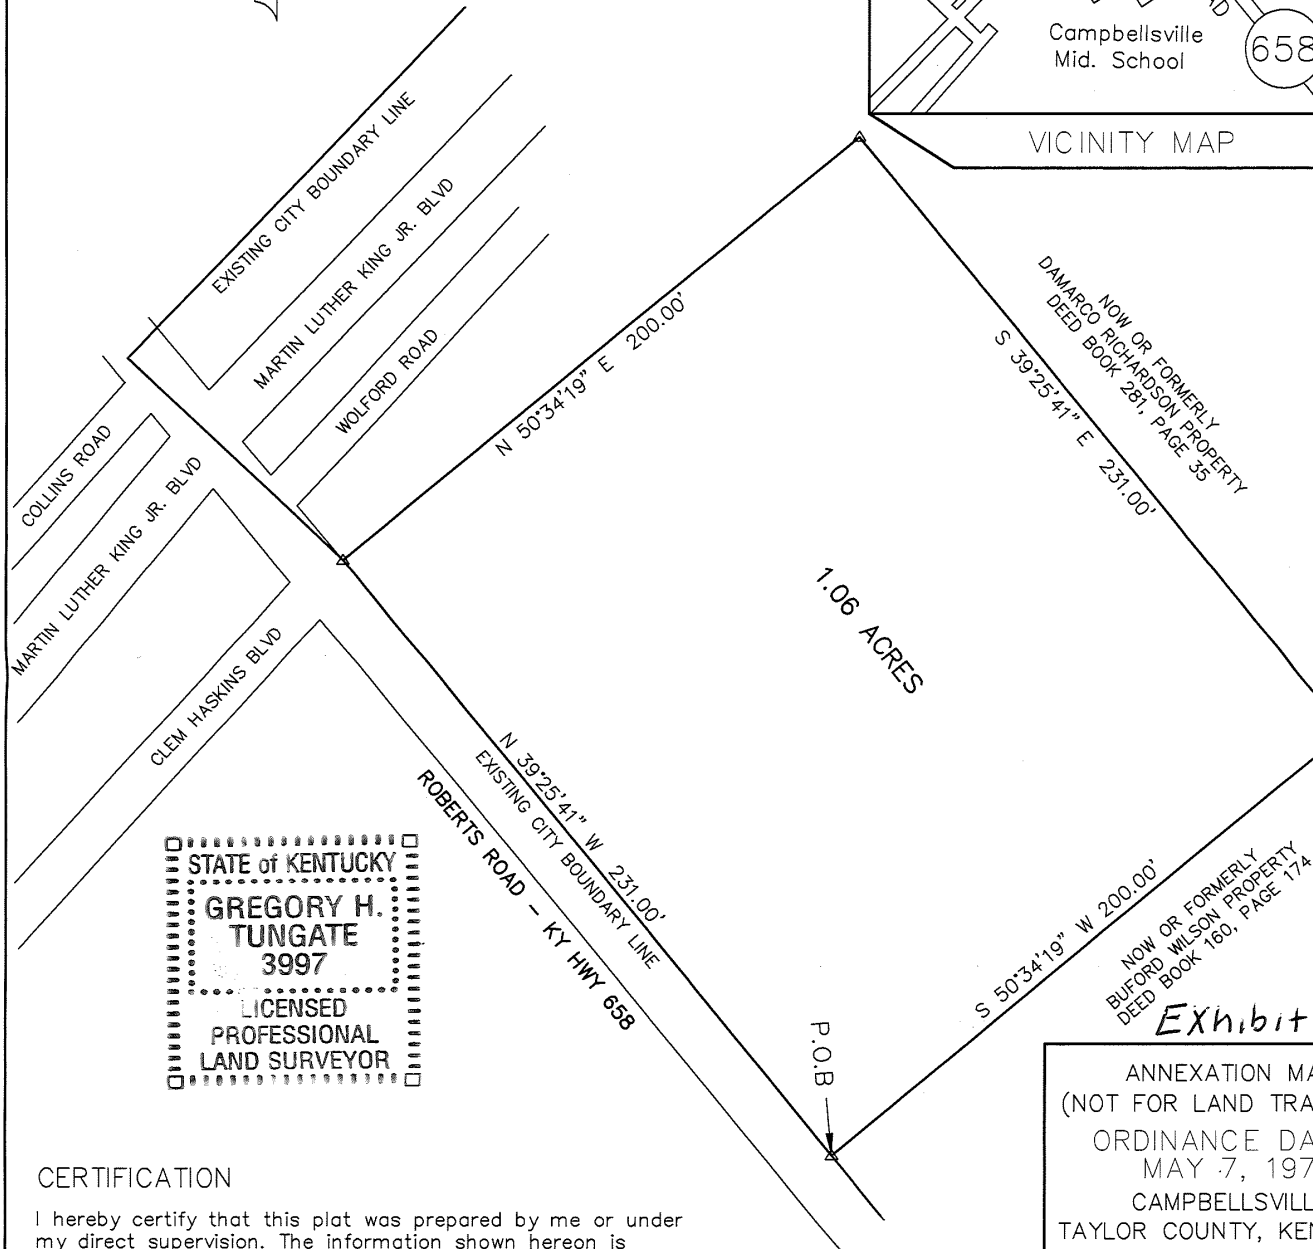 Campbellsville
Mid. School
658
VICINITY MAP
EXISTING CITY BOUNDARY LINE
MARTIN LUTHER KING JR. BLVD
WOLFORD ROAD
COLLINS ROAD
MARTIN LUTHER KING JR. BLVD
CLEM HASKINS BLVD
N 50°34'19" E 200.00'
S 39°25'41" E 231.00'
NOW OR FORMERLY
DAMARCO RICHARDSON PROPERTY
DEED BOOK 281, PAGE 35
1.06 ACRES
N 39°25'41" W 231.00'
EXISTING CITY BOUNDARY LINE
ROBERTS ROAD - KY HWY 658
S 50°34'19" W 200.00'
NOW OR FORMERLY
BUFORD WILSON PROPERTY
DEED BOOK 160, PAGE 174
P.O.B
STATE of KENTUCKY
GREGORY H.
TUNGATE
3997
LICENSED
PROFESSIONAL
LAND SURVEYOR
Exhibit
ANNEXATION
(NOT FOR LAND
ORDINANCE
MAY 7,
TAYLOR COUNTY,
CERTIFICATION
I hereby certify that this plat was prepared by me or under
my direct supervision. The information shown hereon is